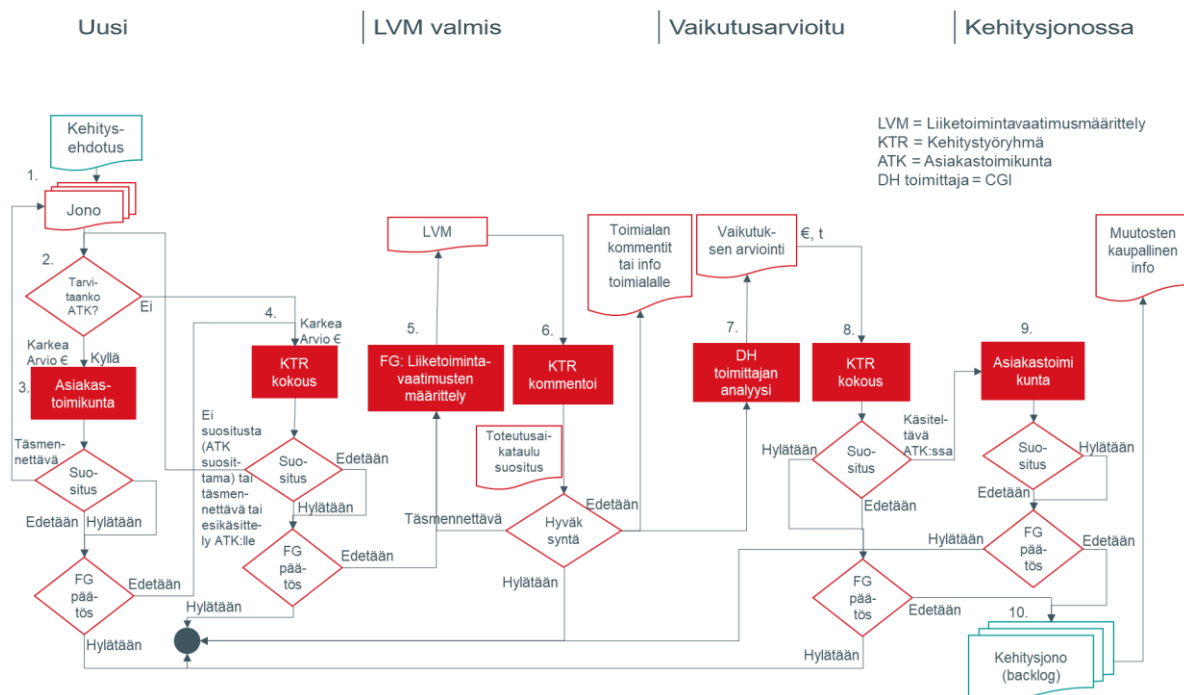 Uusi
LVM valmis
Vaikutusarvioitu
Kehitysjonossa
LVM = Liiketoimintavaatimusmäärittely
KTR = Kehitystyöryhmä
ATK = Asiakastoimikunta
DH toimittaja = CGI
Kehitys-
ehdotus
1.
Jono
2.
Tarvi-
taanko
ATK?
Ei
Karkea
Arvio €
Kyllä
3.
Asiakas-
toimikunta
Täsmen-
nettävä
Suo-
situs
Edetään
Hylätään
FG
pää-
tös
Edetään
Hylätään
4.
Karkea
Arvio €
KTR
kokous
Ei
suositusta
(ATK
suosit-
tama) tai
täsmen-
nettävä tai
esikäsitte-
ly ATK:lle
Suo-
situs
Edetään
Hylätään
FG
pää-
tös
Edetään
Hylätään
LVM
5.
FG: Liiketoiminta-
vaatimusten
määrittely
6.
KTR
kommentoi
Toteutusai-
kataulu
suositus
Täsmennettävä
Hyväk
syntä
Edetään
Hylätään
Toimialan
kommentit
tai info
toimialalle
Vaikutuk-
sen arviointi
€, t
7.
DH
toimittajan
analyysi
8.
KTR
kokous
Hylätään
Suo-
situs
Käsitel-
tävä
ATK:ssa
Edetään
FG
pää-
tös
Edetään
Hylätään
9.
Asiakastoimi
kunta
Suo-
situs
Hylätään
Edetään
Hylätään
FG
pää-
tös
Edetään
10.
Kehitysjono
(backlog)
Muutosten
kaupallinen
info